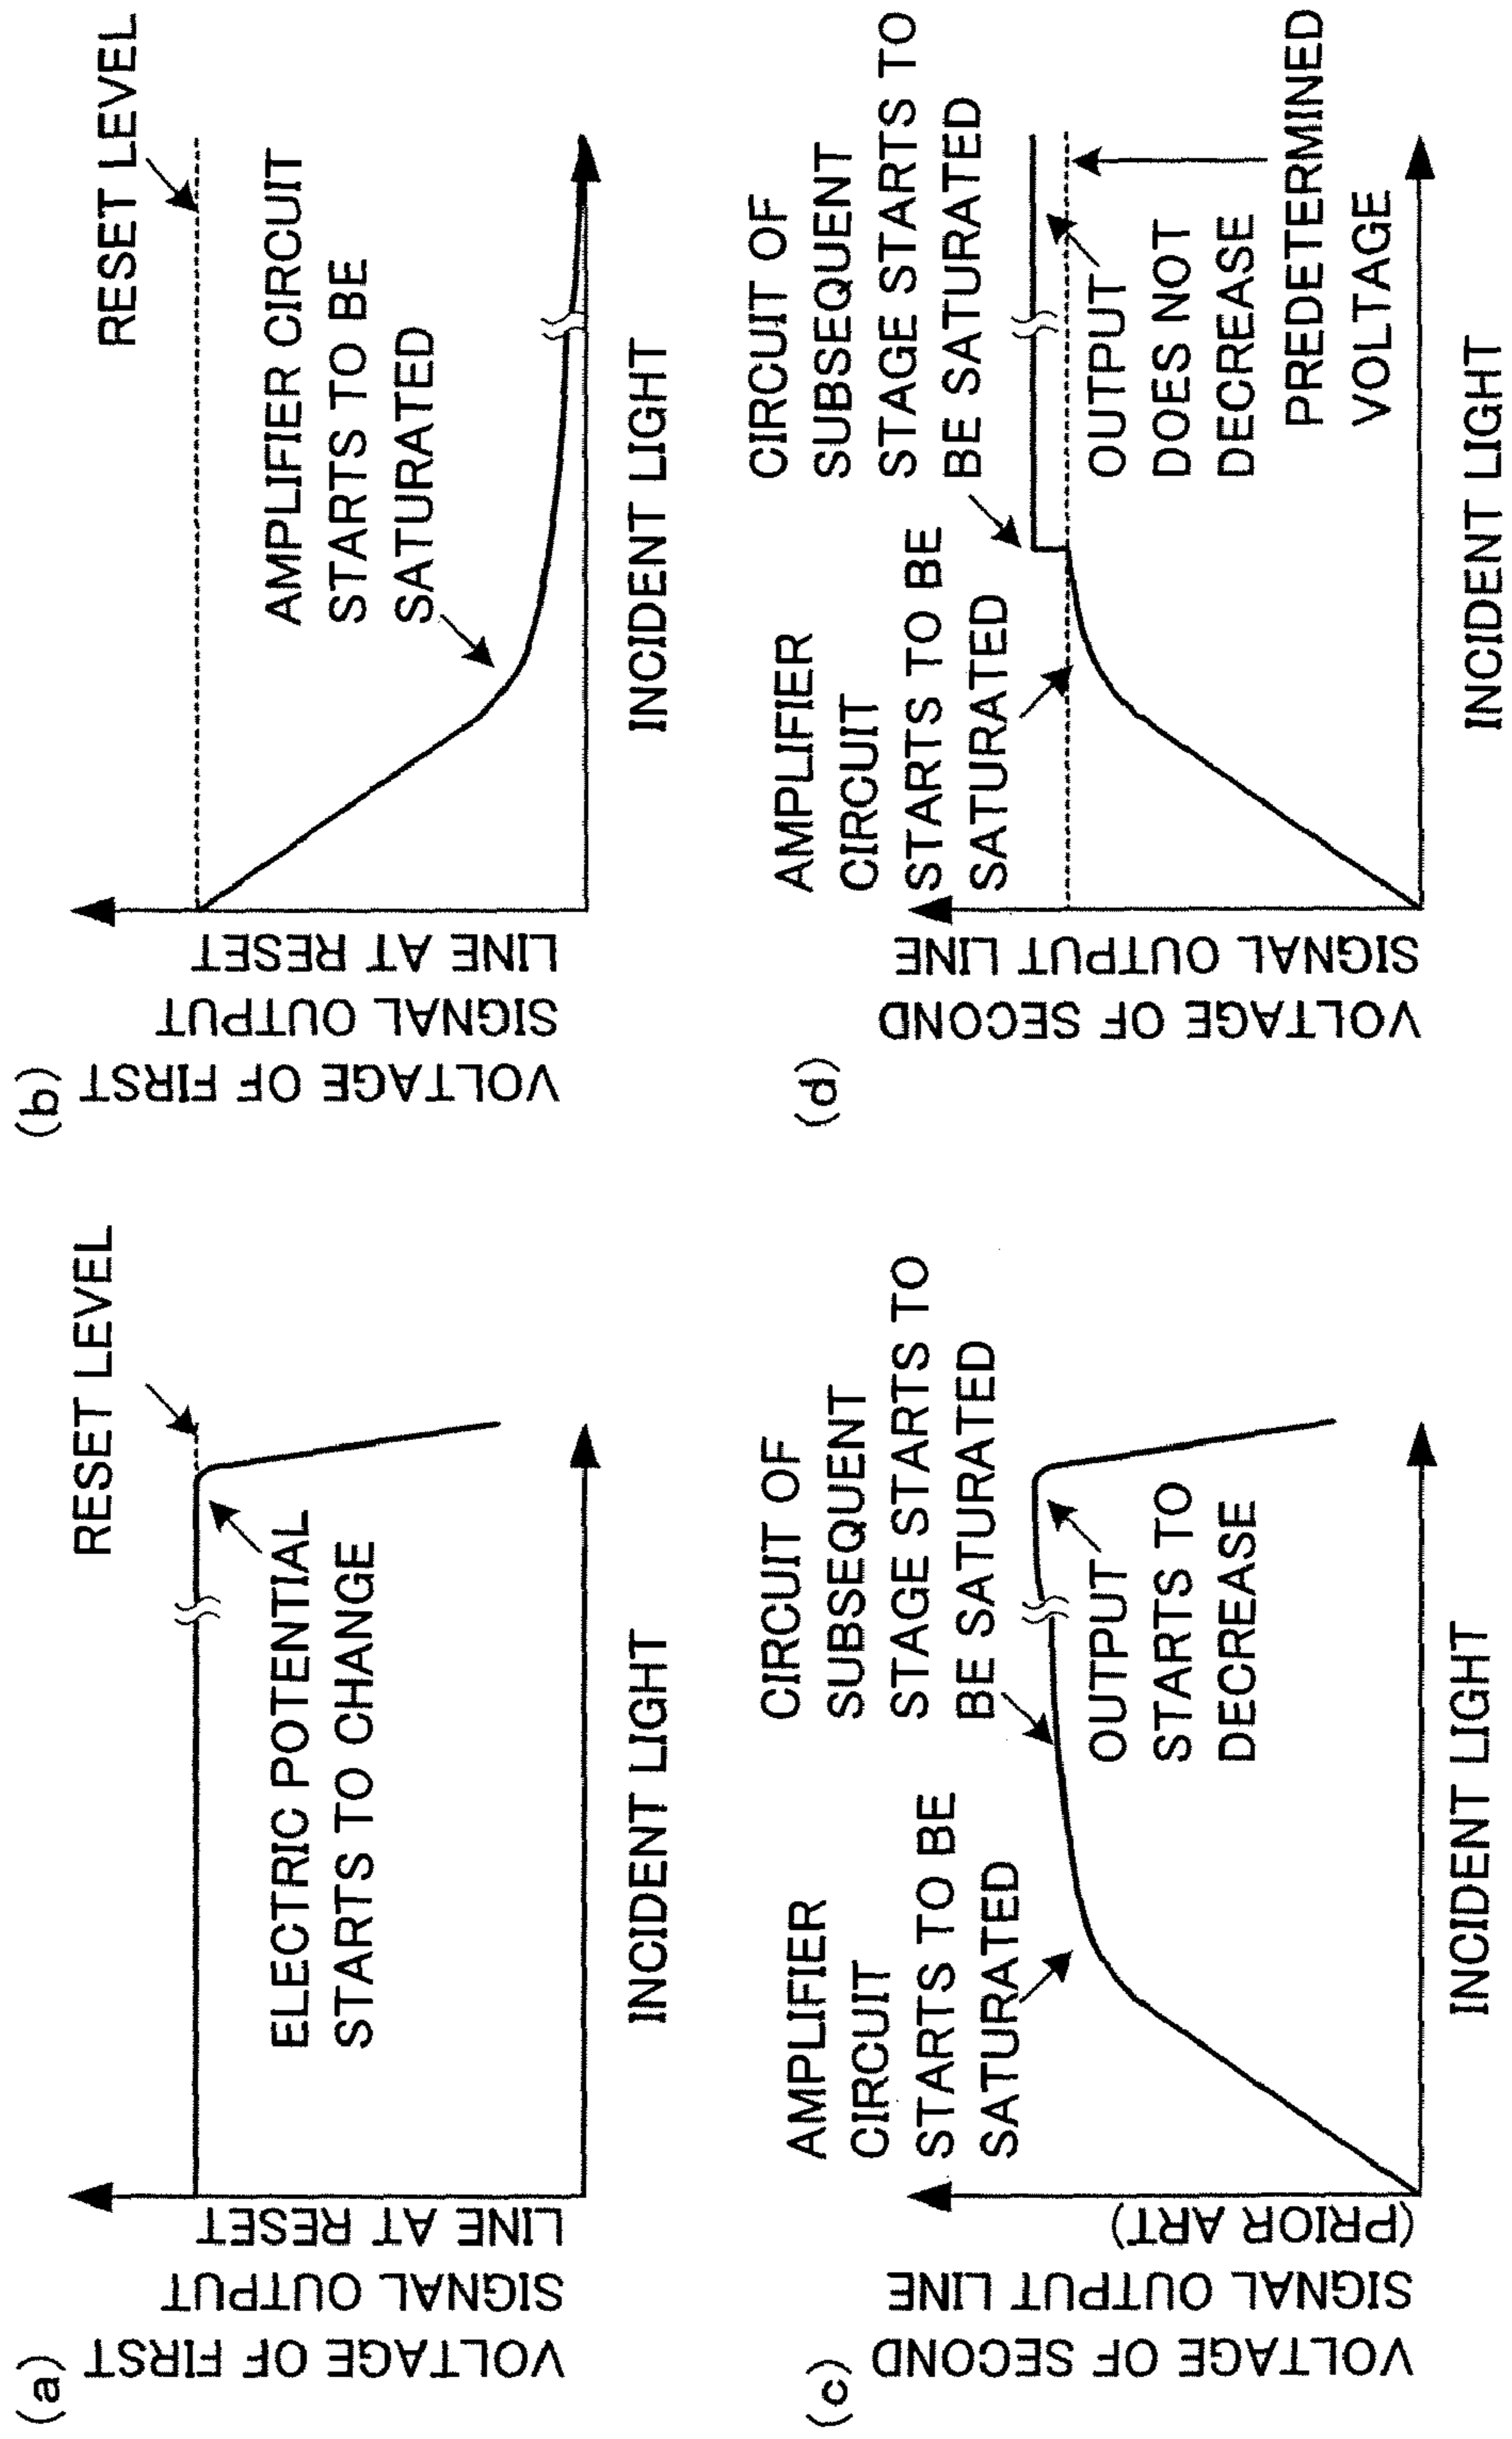 (a)
VOLTAGE OF FIRST
SIGNAL OUTPUT
LINE AT RESET
RESET LEVEL
ELECTRIC POTENTIAL
STARTS TO CHANGE
INCIDENT LIGHT
(b)
VOLTAGE OF FIRST
SIGNAL OUTPUT
LINE AT RESET
RESET LEVEL
AMPLIFIER CIRCUIT
STARTS TO BE
SATURATED
INCIDENT LIGHT
(c)
VOLTAGE OF SECOND
SIGNAL OUTPUT LINE
(PRIOR ART)
AMPLIFIER
CIRCUIT
STARTS TO BE
SATURATED
CIRCUIT OF
SUBSEQUENT
STAGE STARTS TO
BE SATURATED
OUTPUT
STARTS TO
DECREASE
INCIDENT LIGHT
(d)
VOLTAGE OF SECOND
SIGNAL OUTPUT LINE
AMPLIFIER
CIRCUIT
STARTS TO BE
SATURATED
CIRCUIT OF
SUBSEQUENT
STAGE STARTS TO
BE SATURATED
OUTPUT
DOES NOT
DECREASE
PREDETERMINED
VOLTAGE
INCIDENT LIGHT